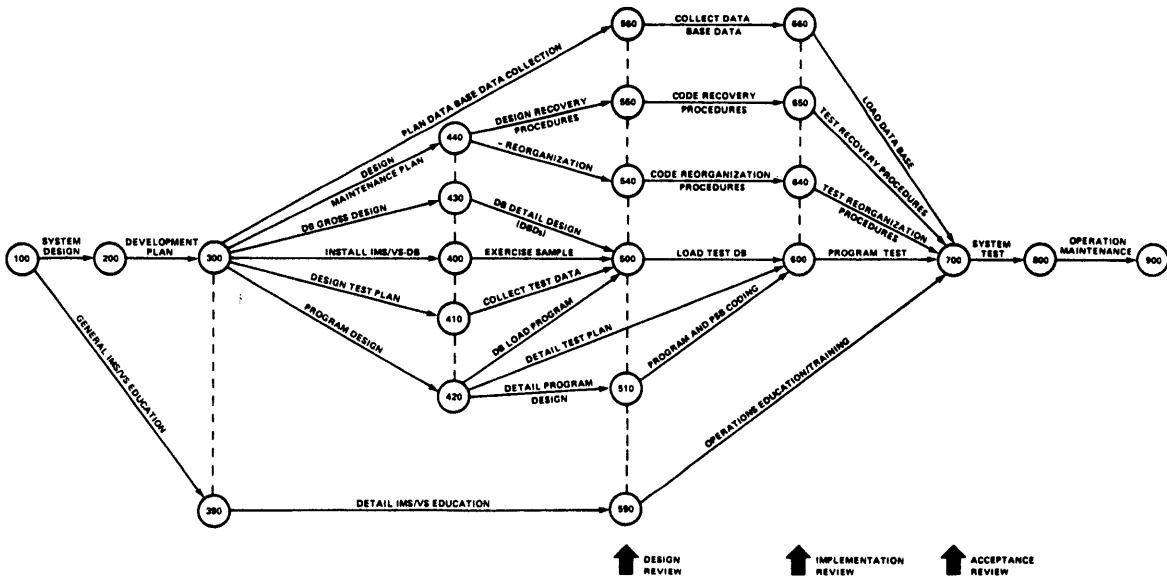 560
COLLECT DATA
BASE DATA
660
PLAN DATA BASE DATA COLLECTION
LOAD DATA BASE
550
CODE RECOVERY
PROCEDURES
650
DESIGN RECOVERY
PROCEDURES
TEST RECOVERY PROCEDURES
440
DESIGN
MAINTENANCE PLAN
- REORGANIZATION
540
CODE REORGANIZATION
PROCEDURES
640
TEST REORGANIZATION
PROCEDURES
430
DB GROSS DESIGN
DB DETAIL DESIGN
(DBDs)
100
SYSTEM
DESIGN
200
DEVELOPMENT
PLAN
300
INSTALL IMS/VS-DB
400
EXERCISE SAMPLE
500
LOAD TEST DB
600
PROGRAM TEST
700
SYSTEM
TEST
800
OPERATION
MAINTENANCE
900
DESIGN TEST PLAN
410
COLLECT TEST DATA
PROGRAM DESIGN
DB LOAD PROGRAM
DETAIL TEST PLAN
PROGRAM AND PSB CODING
420
DETAIL PROGRAM
DESIGN
510
GENERAL IMS/VS EDUCATION
OPERATIONS EDUCATION/TRAINING
390
DETAIL IMS/VS EDUCATION
590
DESIGN
REVIEW
IMPLEMENTATION
REVIEW
ACCEPTANCE
REVIEW